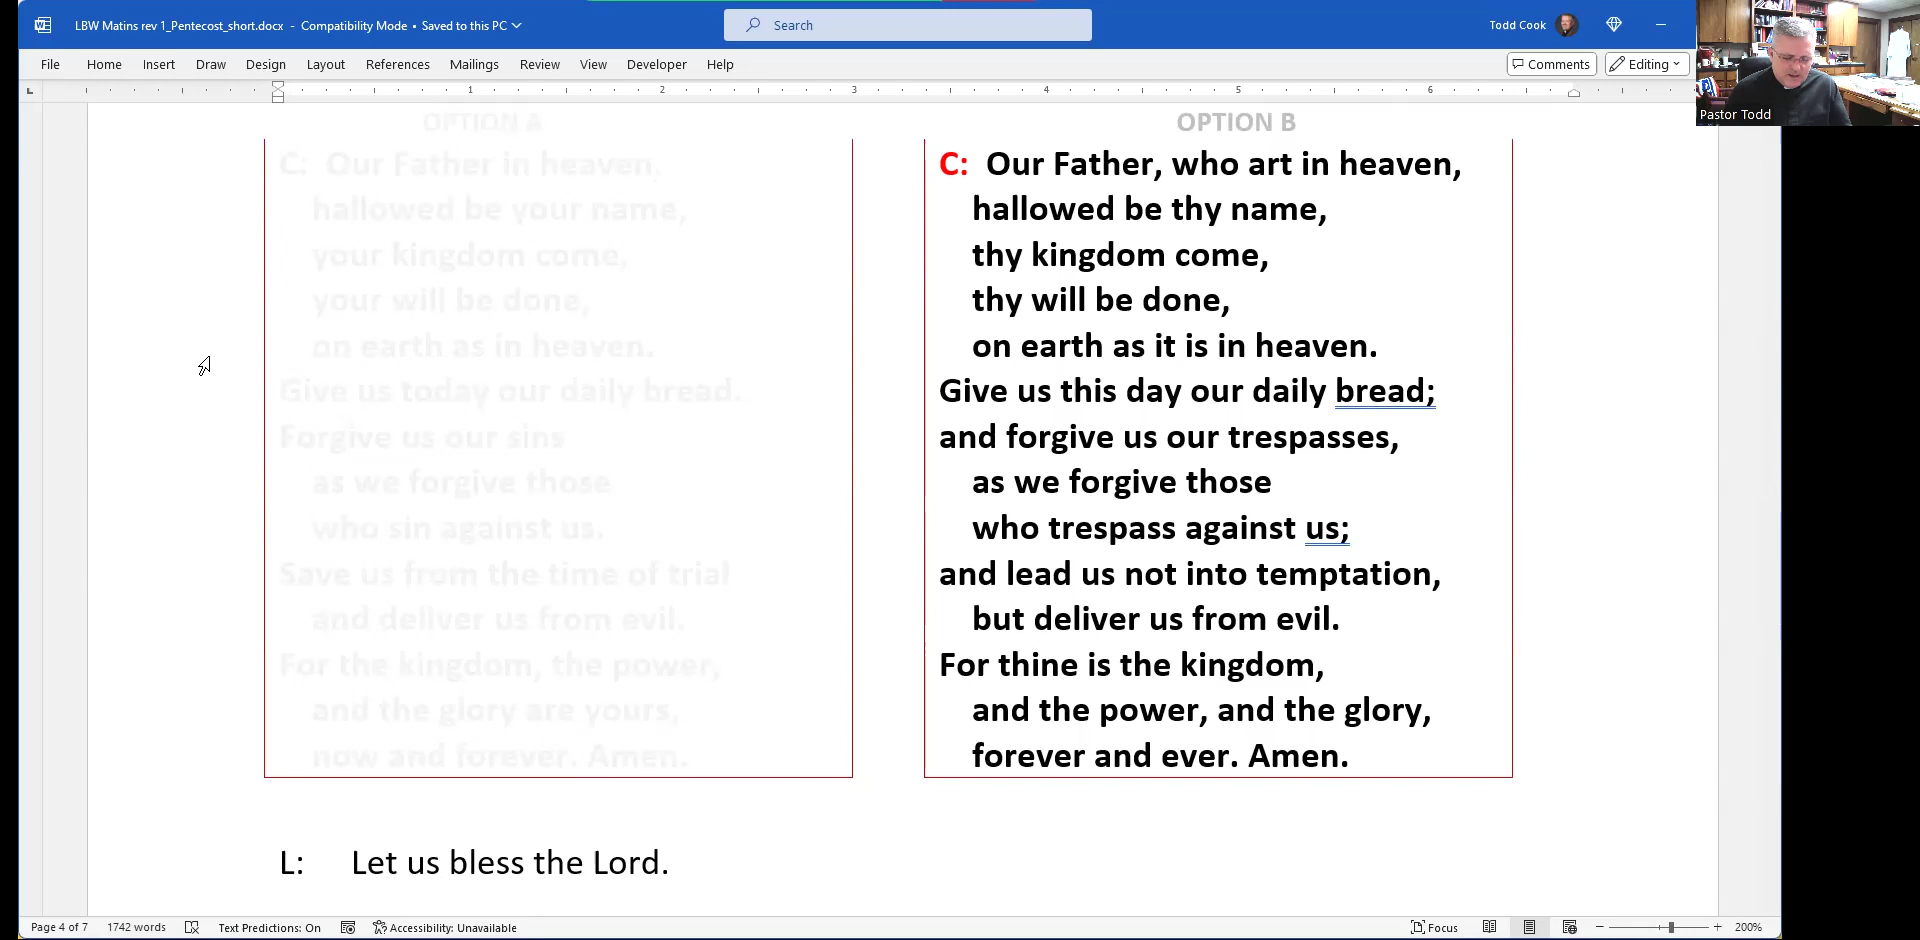 LBW Matins rev 1_Pentecost_short.docx - Compatibility Mode • Saved to this PC
Search
Todd Cook
File Home Insert Draw Design Layout References Mailings Review View Developer Help
Comments Editing
Pastor Todd
1 2 3 4 5 6
OPTION A
C: Our Father in heaven,
hallowed be your name,
your kingdom come,
your will be done,
on earth as in heaven.
Give us today our daily bread.
Forgive us our sins
as we forgive those
who sin against us.
Save us from the time of trial
and deliver us from evil.
For the kingdom, the power,
and the glory are yours,
now and forever. Amen.
OPTION B
C: Our Father, who art in heaven,
hallowed be thy name,
thy kingdom come,
thy will be done,
on earth as it is in heaven.
Give us this day our daily bread;
and forgive us our trespasses,
as we forgive those
who trespass against us;
and lead us not into temptation,
but deliver us from evil.
For thine is the kingdom,
and the power, and the glory,
forever and ever. Amen.
L: Let us bless the Lord.
Page 4 of 7 1742 words Text Predictions: On Accessibility: Unavailable Focus 200%